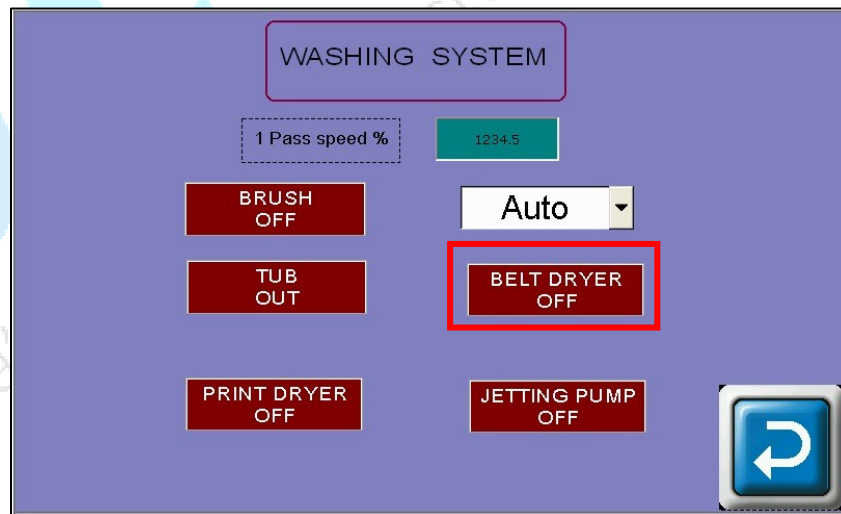 WASHING SYSTEM
1 Pass speed %
1234.5
BRUSH
OFF
Auto
TUB
OUT
BELT DRYER
OFF
PRINT DRYER
OFF
JETTING PUMP
OFF